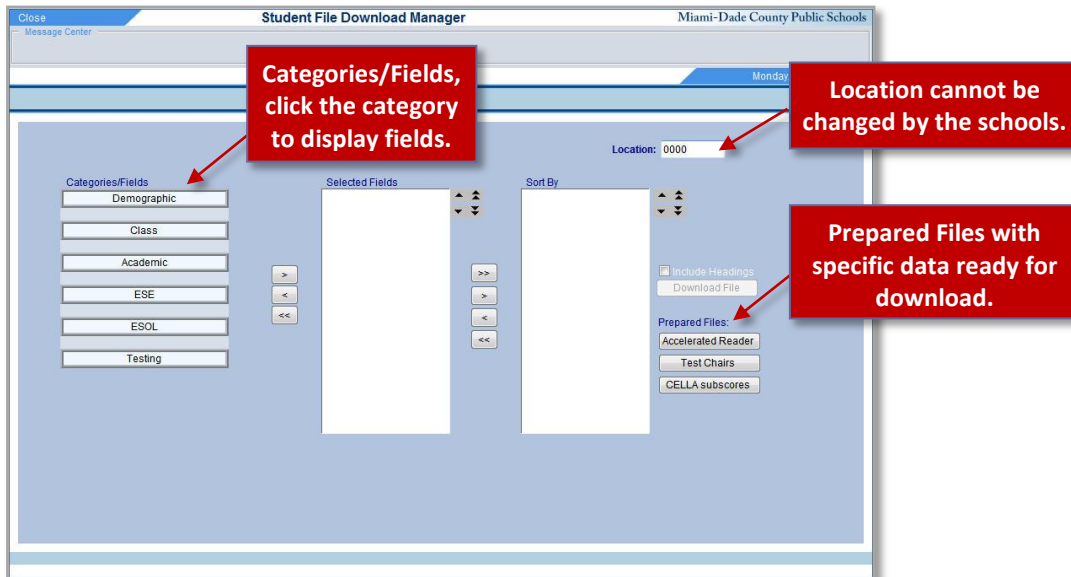 Close
Student File Download Manager
Miami-Dade County Public Schools
Message Center
Monday
Categories/Fields,
click the category
to display fields.
Location cannot be
changed by the schools.
Location: 0000
Categories/Fields
Selected Fields
Sort By
Demographic
Class
Academic
ESE
ESOL
Testing
>
<
<<
>>
>
<
<<
Prepared Files with
specific data ready for
download.
Include Headings
Download File
Prepared Files:
Accelerated Reader
Test Chairs
CELLA subscores